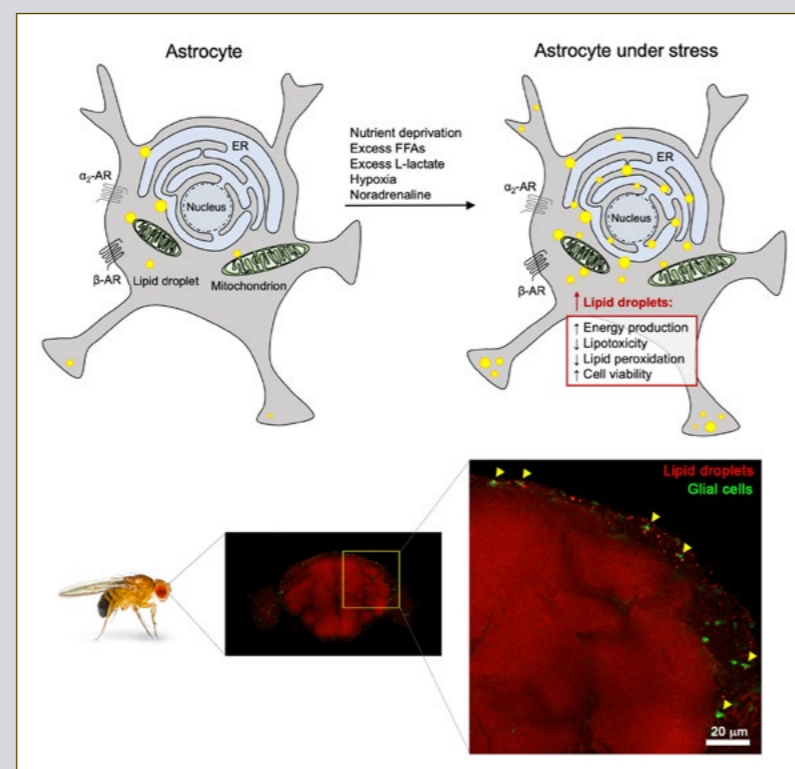 Astrocyte
Astrocyte under stress
ER
α₂-AR
Nucleus
β-AR
Lipid droplet
Mitochondrion
Nutrient deprivation
Excess FFAs
Excess L-lactate
Hypoxia
Noradrenaline
ER
α₂-AR
Nucleus
β-AR
↑ Lipid droplets:
↑ Energy production
↓ Lipotoxicity
↓ Lipid peroxidation
↑ Cell viability
Lipid droplets
Glial cells
20 μm